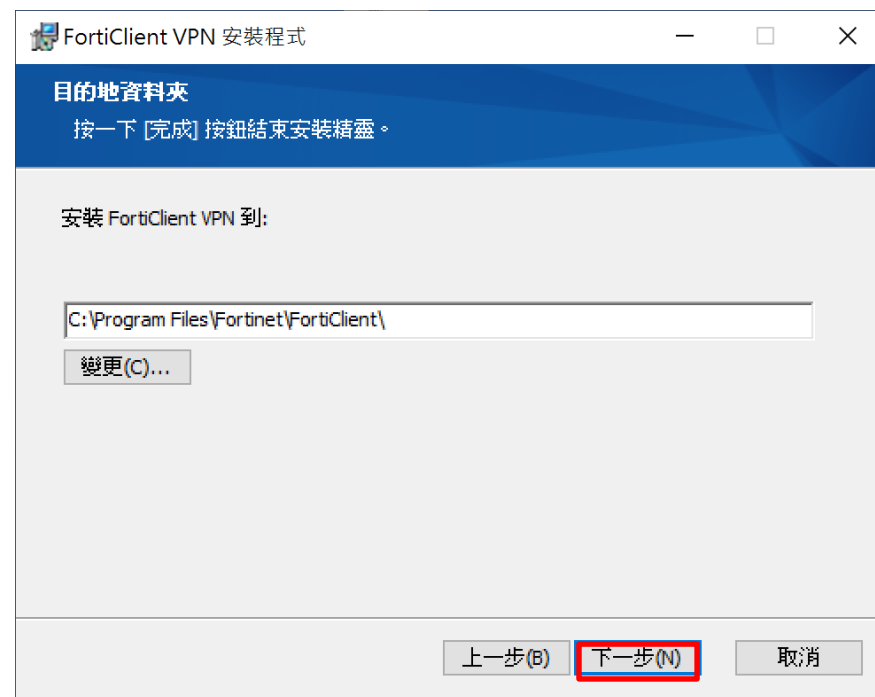 FortiClient VPN 安裝程式
目的地資料夾
按一下 [完成] 按鈕結束安裝精靈。
安裝 FortiClient VPN 到:
C:\Program Files\Fortinet\FortiClient\
變更(C)...
上一步(B) 下一步(N) 取消